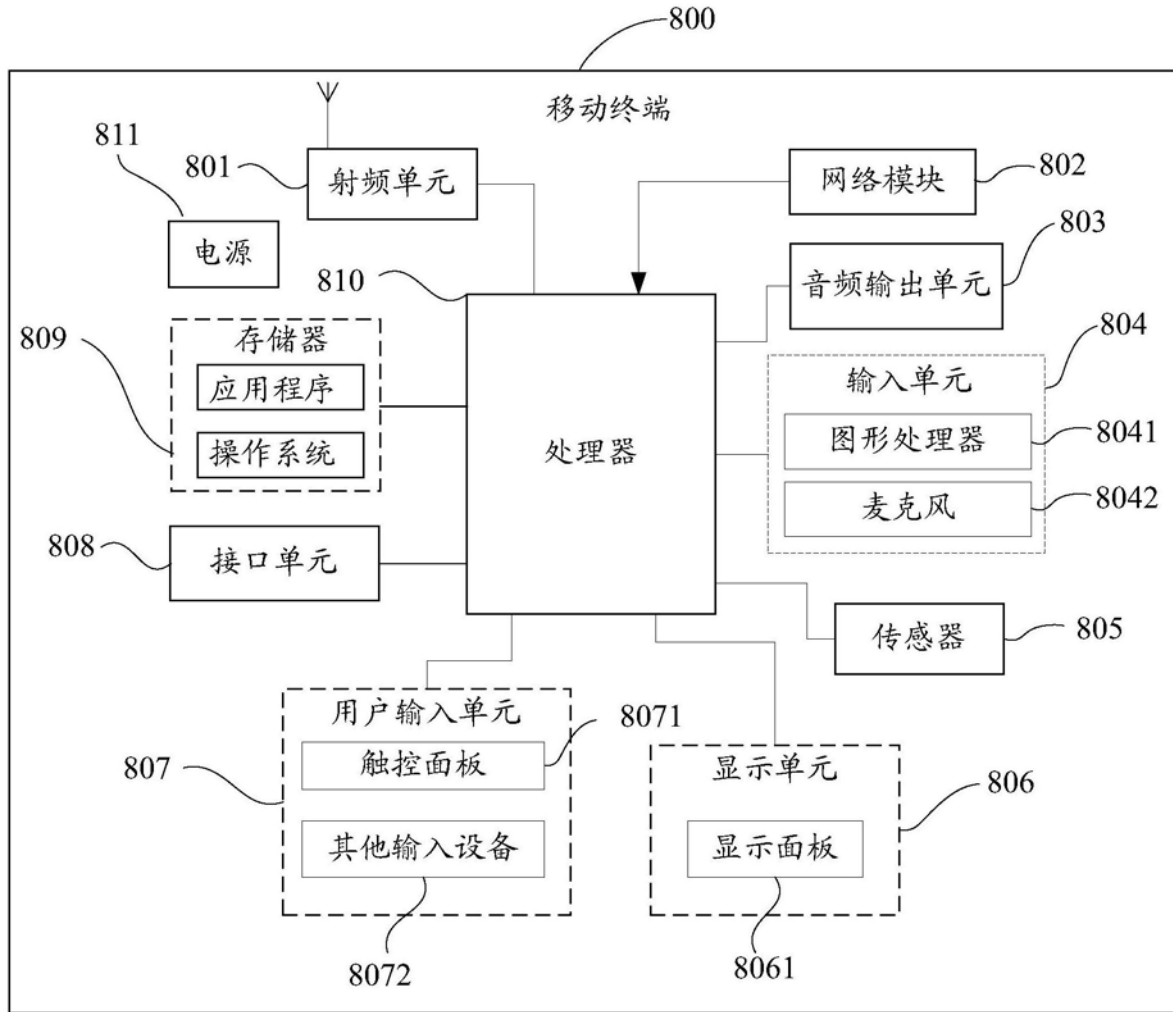 800
移动终端
811
801
射频单元
网络模块
802
电源
810
音频输出单元
803
809
存储器
应用程序
操作系统
处理器
804
输入单元
图形处理器
8041
麦克风
8042
808
接口单元
传感器
805
807
用户输入单元
触控面板
8071
其他输入设备
8072
显示单元
806
显示面板
8061